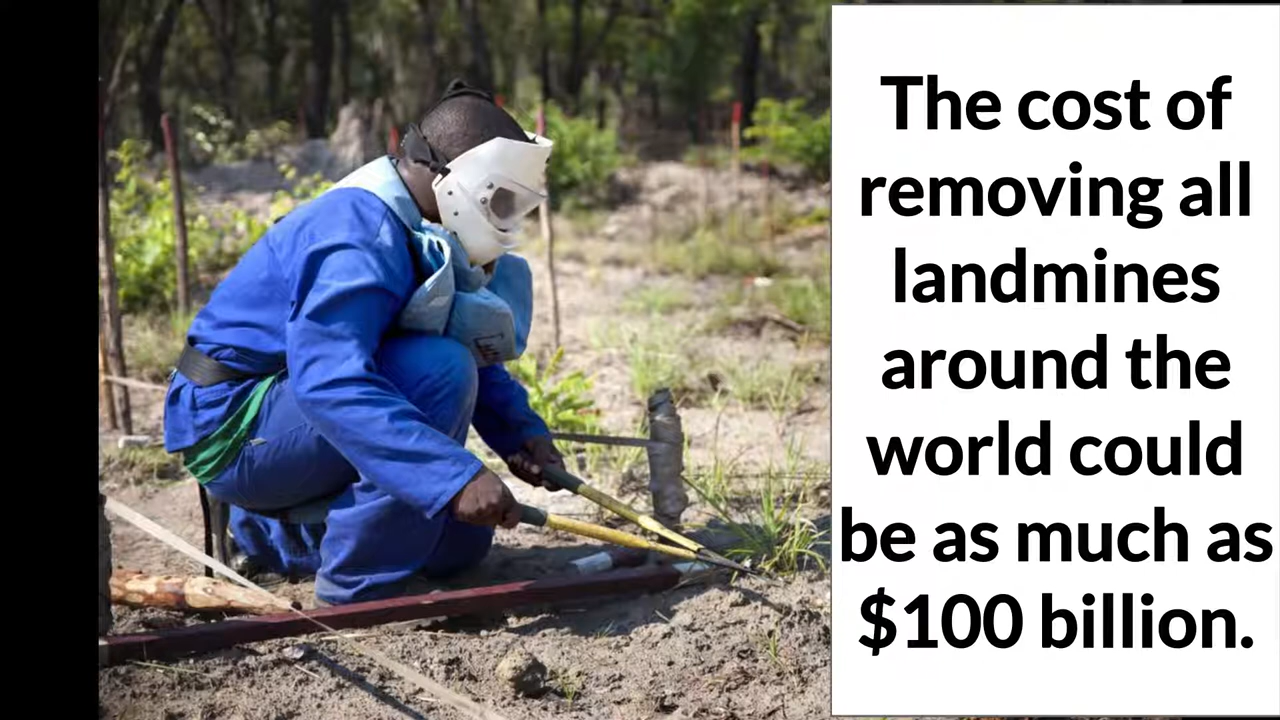 The cost of
removing all
landmines
around the
world could
be as much as
$100 billion.